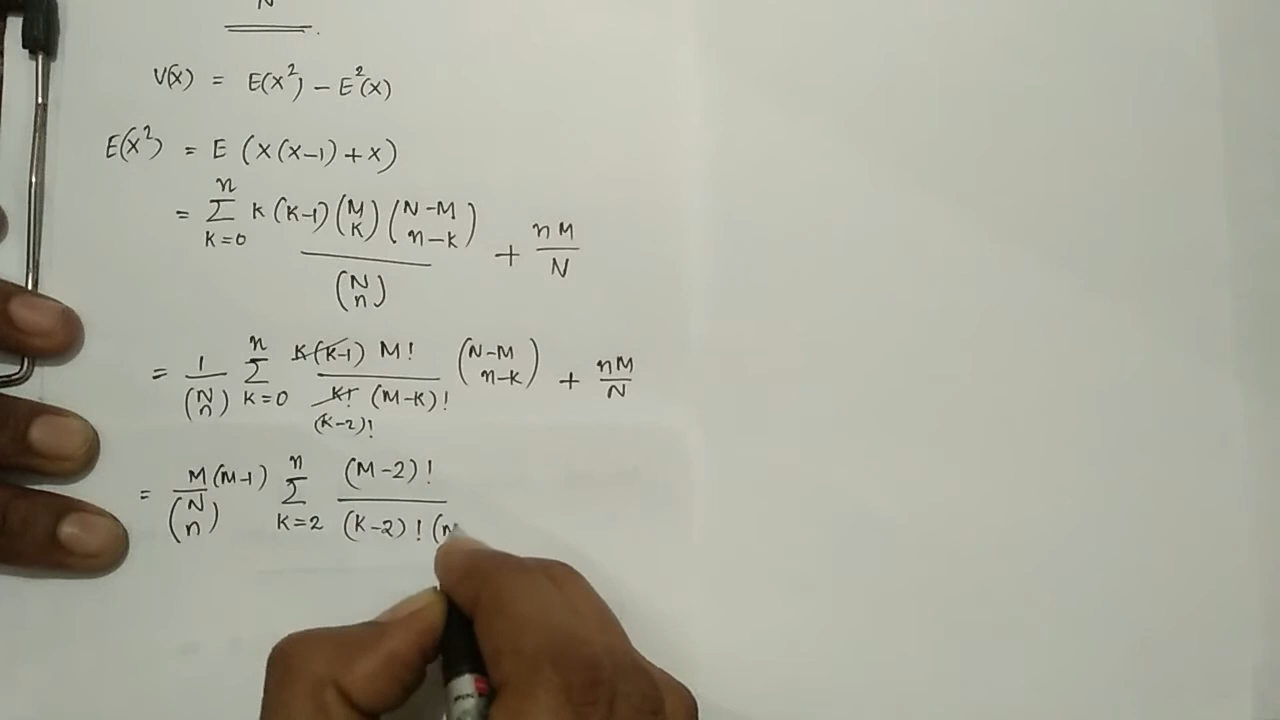 N
V(X) = E(X²) − E²(X)
E(X²) = E (X(X−1) + X)
= Σ_{K=0}^{n} K(K−1) (M K) (N−M n−K) / (N n) + nM/N
= 1/(N n) Σ_{K=0}^{n} K(K−1) M! / K! (M−K)! (N−M n−K) + nM/N
(K−2)!
= M(M−1)/(N n) Σ_{K=2}^{n} (M−2)! / (K−2)! (